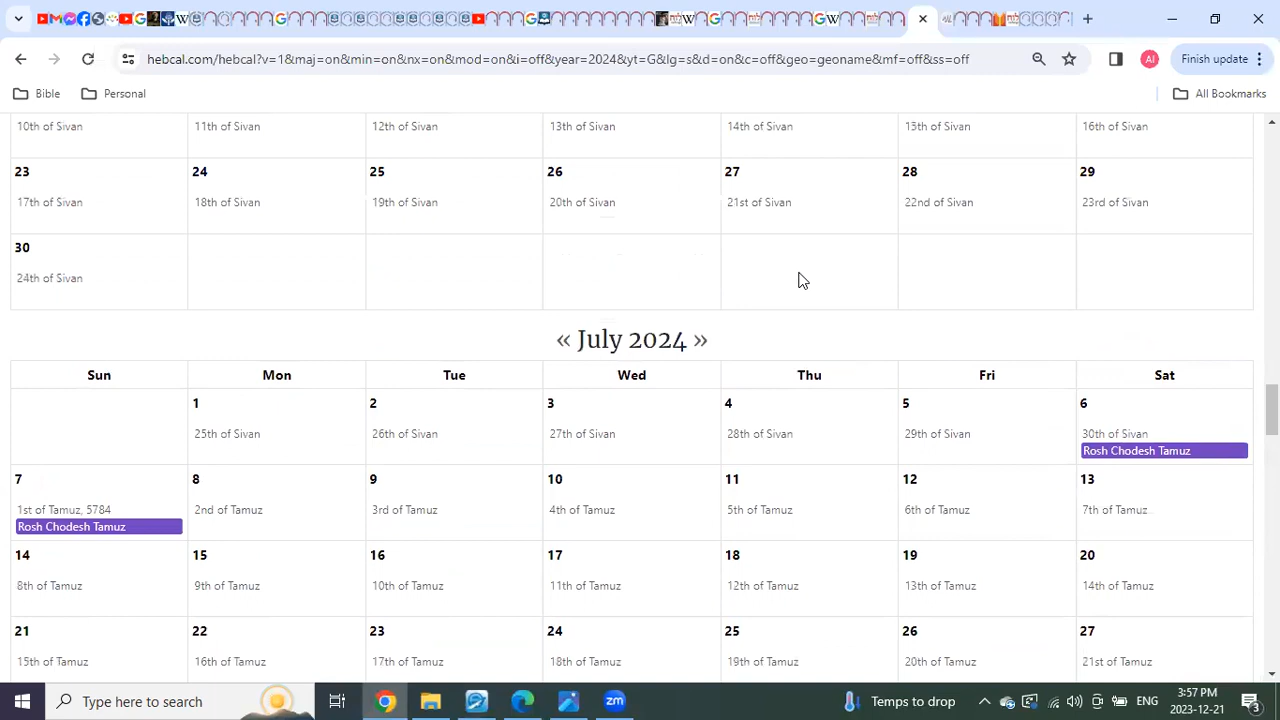 hebcal.com/hebcal?v=1&maj=on&min=on&nx=on&mod=on&i=off&year=2024&yt=G&lg=s&d=on&c=off&geo=geoname&mf=off&ss=off
Finish update
Bible Personal All Bookmarks
10th of Sivan 11th of Sivan 12th of Sivan 13th of Sivan 14th of Sivan 15th of Sivan 16th of Sivan
23 24 25 26 27 28 29
17th of Sivan 18th of Sivan 19th of Sivan 20th of Sivan 21st of Sivan 22nd of Sivan 23rd of Sivan
30
24th of Sivan
« July 2024 »
Sun Mon Tue Wed Thu Fri Sat
1 2 3 4 5 6
25th of Sivan 26th of Sivan 27th of Sivan 28th of Sivan 29th of Sivan 30th of Sivan
Rosh Chodesh Tamuz
7 8 9 10 11 12 13
1st of Tamuz, 5784 2nd of Tamuz 3rd of Tamuz 4th of Tamuz 5th of Tamuz 6th of Tamuz 7th of Tamuz
Rosh Chodesh Tamuz
14 15 16 17 18 19 20
8th of Tamuz 9th of Tamuz 10th of Tamuz 11th of Tamuz 12th of Tamuz 13th of Tamuz 14th of Tamuz
21 22 23 24 25 26 27
15th of Tamuz 16th of Tamuz 17th of Tamuz 18th of Tamuz 19th of Tamuz 20th of Tamuz 21st of Tamuz
Type here to search Temps to drop ENG 3:57 PM
2023-12-21